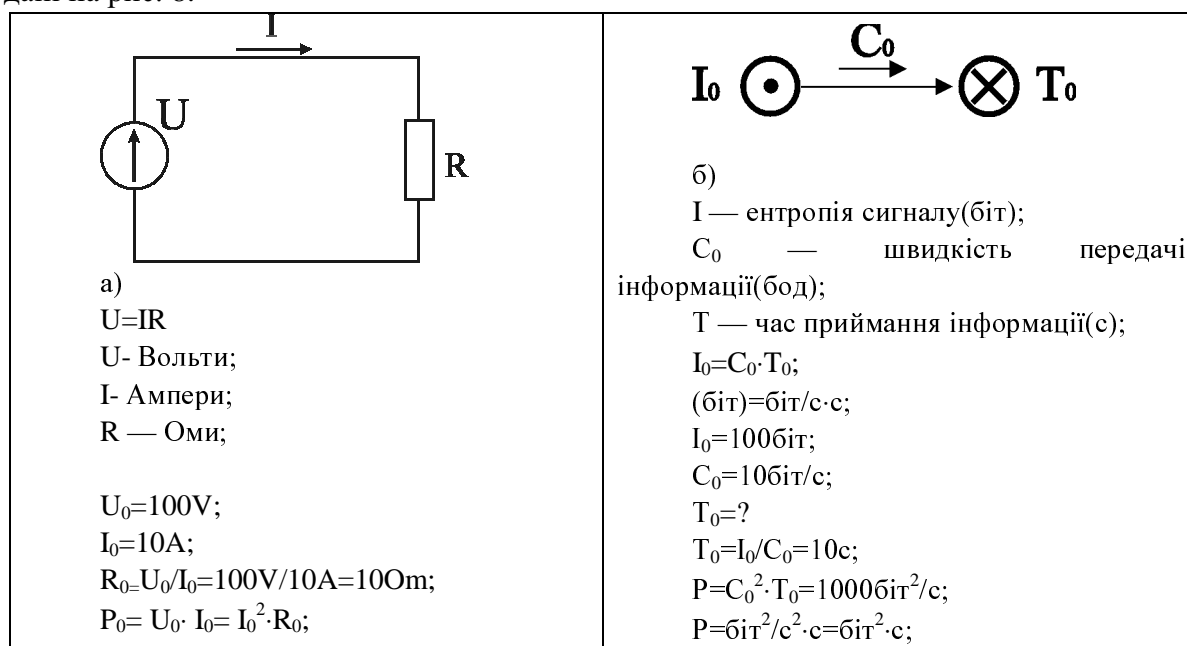 I
U
R
а)
U=IR
U- Вольти;
I- Ампери;
R — Оми;
U₀=100V;
I₀=10A;
R₀₌U₀/I₀=100V/10A=10Om;
P₀= U₀· I₀= I₀²·R₀;
C₀
I₀ T₀
б)
I — ентропія сигналу(біт);
C₀ — швидкість передачі
інформації(бод);
T — час приймання інформації(с);
I₀=C₀·T₀;
(біт)=біт/с·с;
I₀=100біт;
C₀=10біт/с;
T₀=?
T₀=I₀/C₀=10с;
P=C₀²·T₀=1000біт²/с;
P=біт²/с²·с=біт²·с;